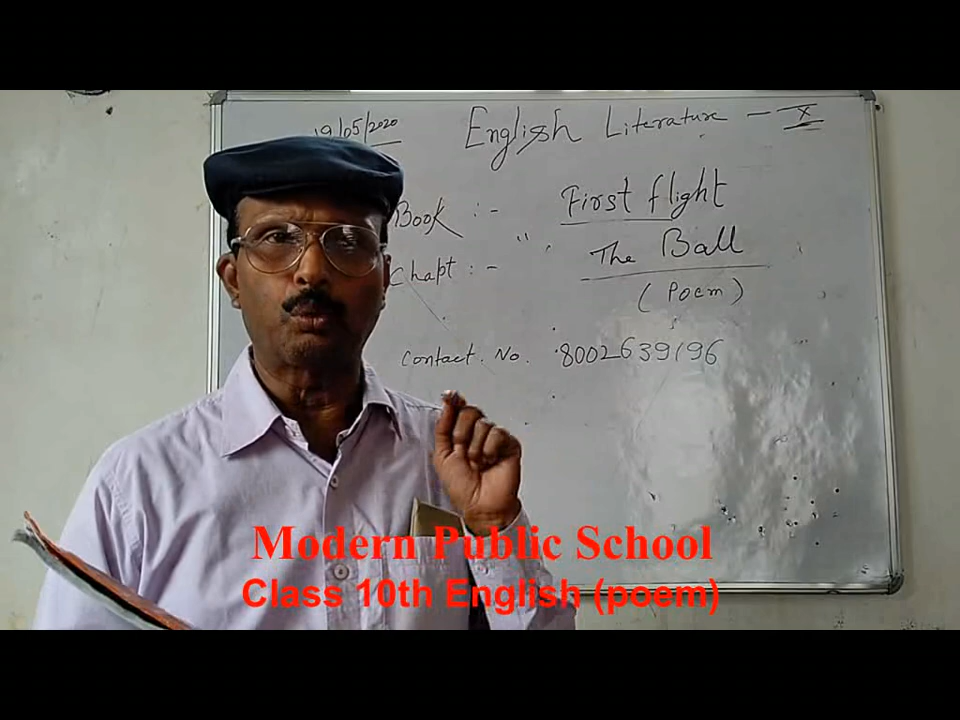 19/05/2020 English Literature - X
Book :- First flight
Chapt :- " The Ball
(Poem)
Contact. No. 8002639196
Modern Public School
Class 10th English (poem)